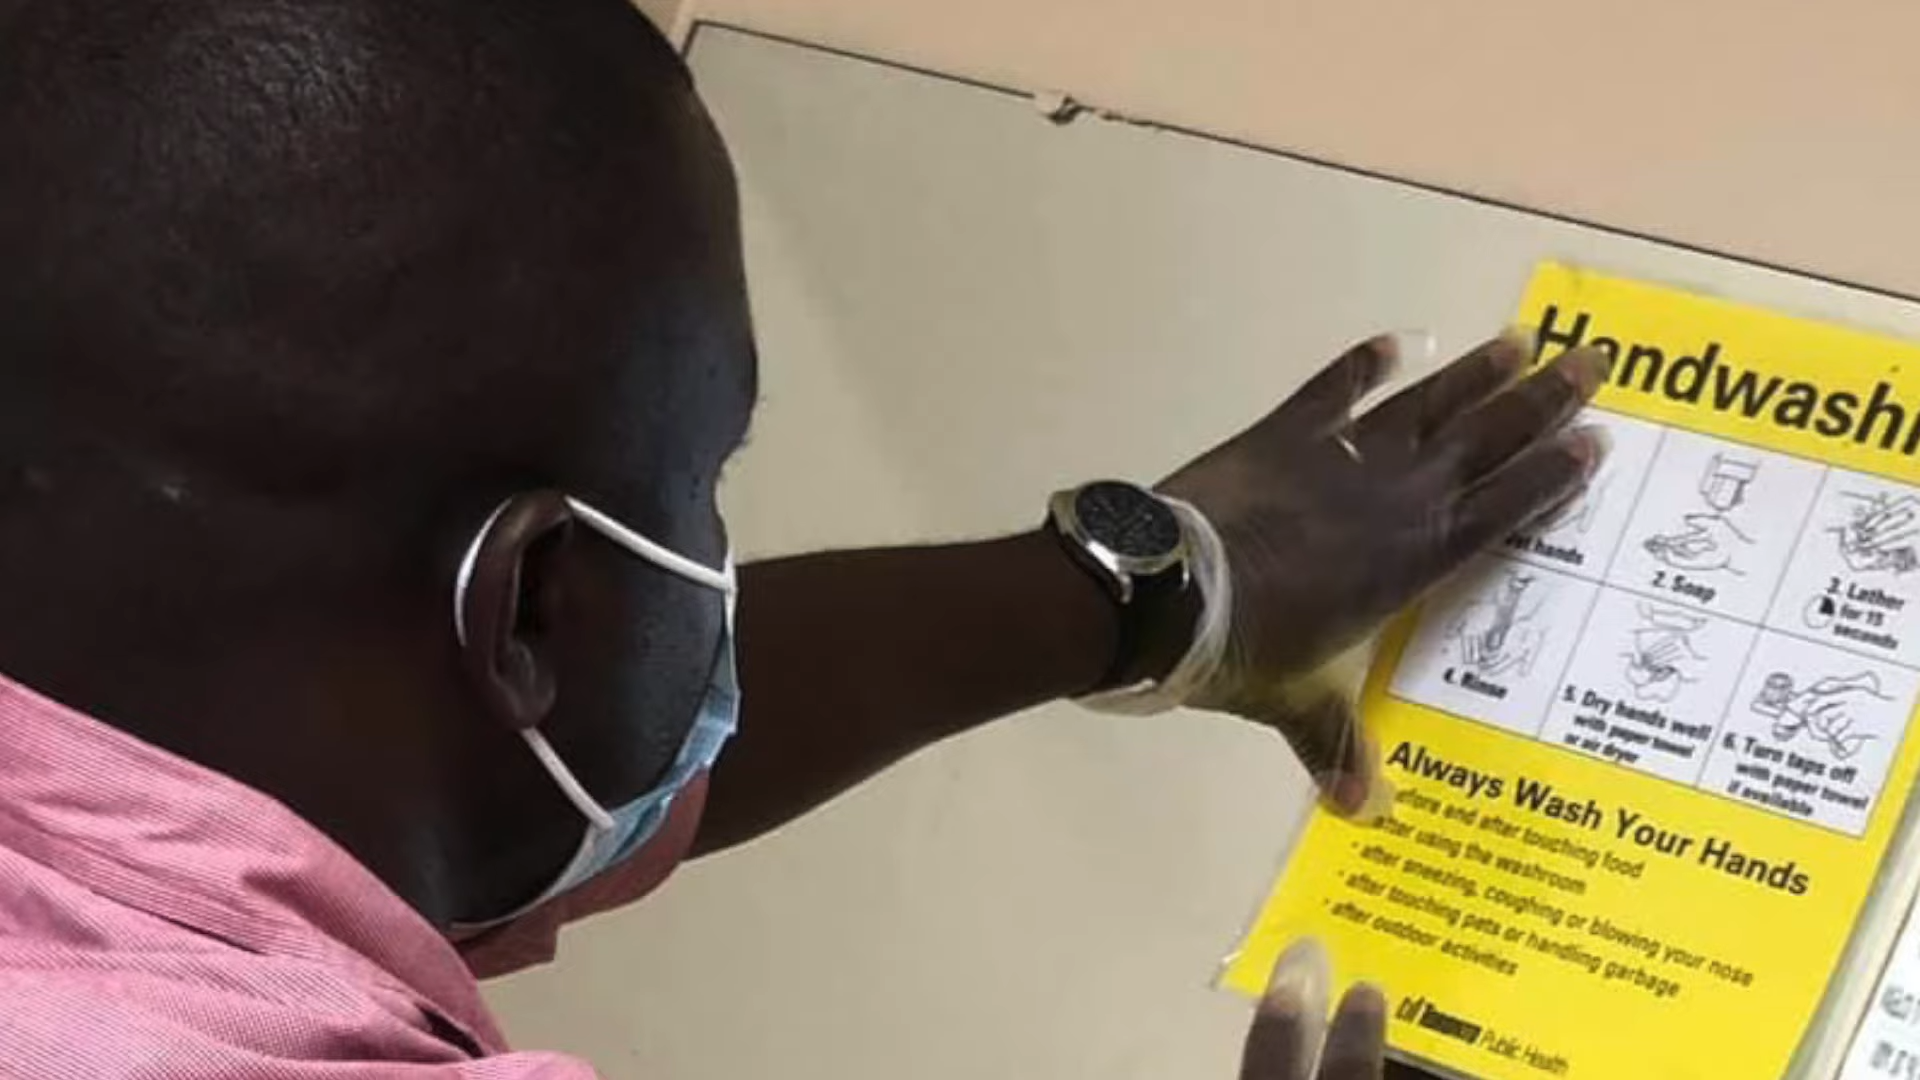 Handwashi
hands
2. Soap
3. Lather
for 15
seconds
4. Rinse
5. Dry hands well
with paper towel
or air dryer
6. Turn taps off
with paper towel
if available
Always Wash Your Hands
before and after touching food
after using the washroom
• after sneezing, coughing or blowing your nose
• after touching pets or handling garbage
• after outdoor activities
Toronto Public Health